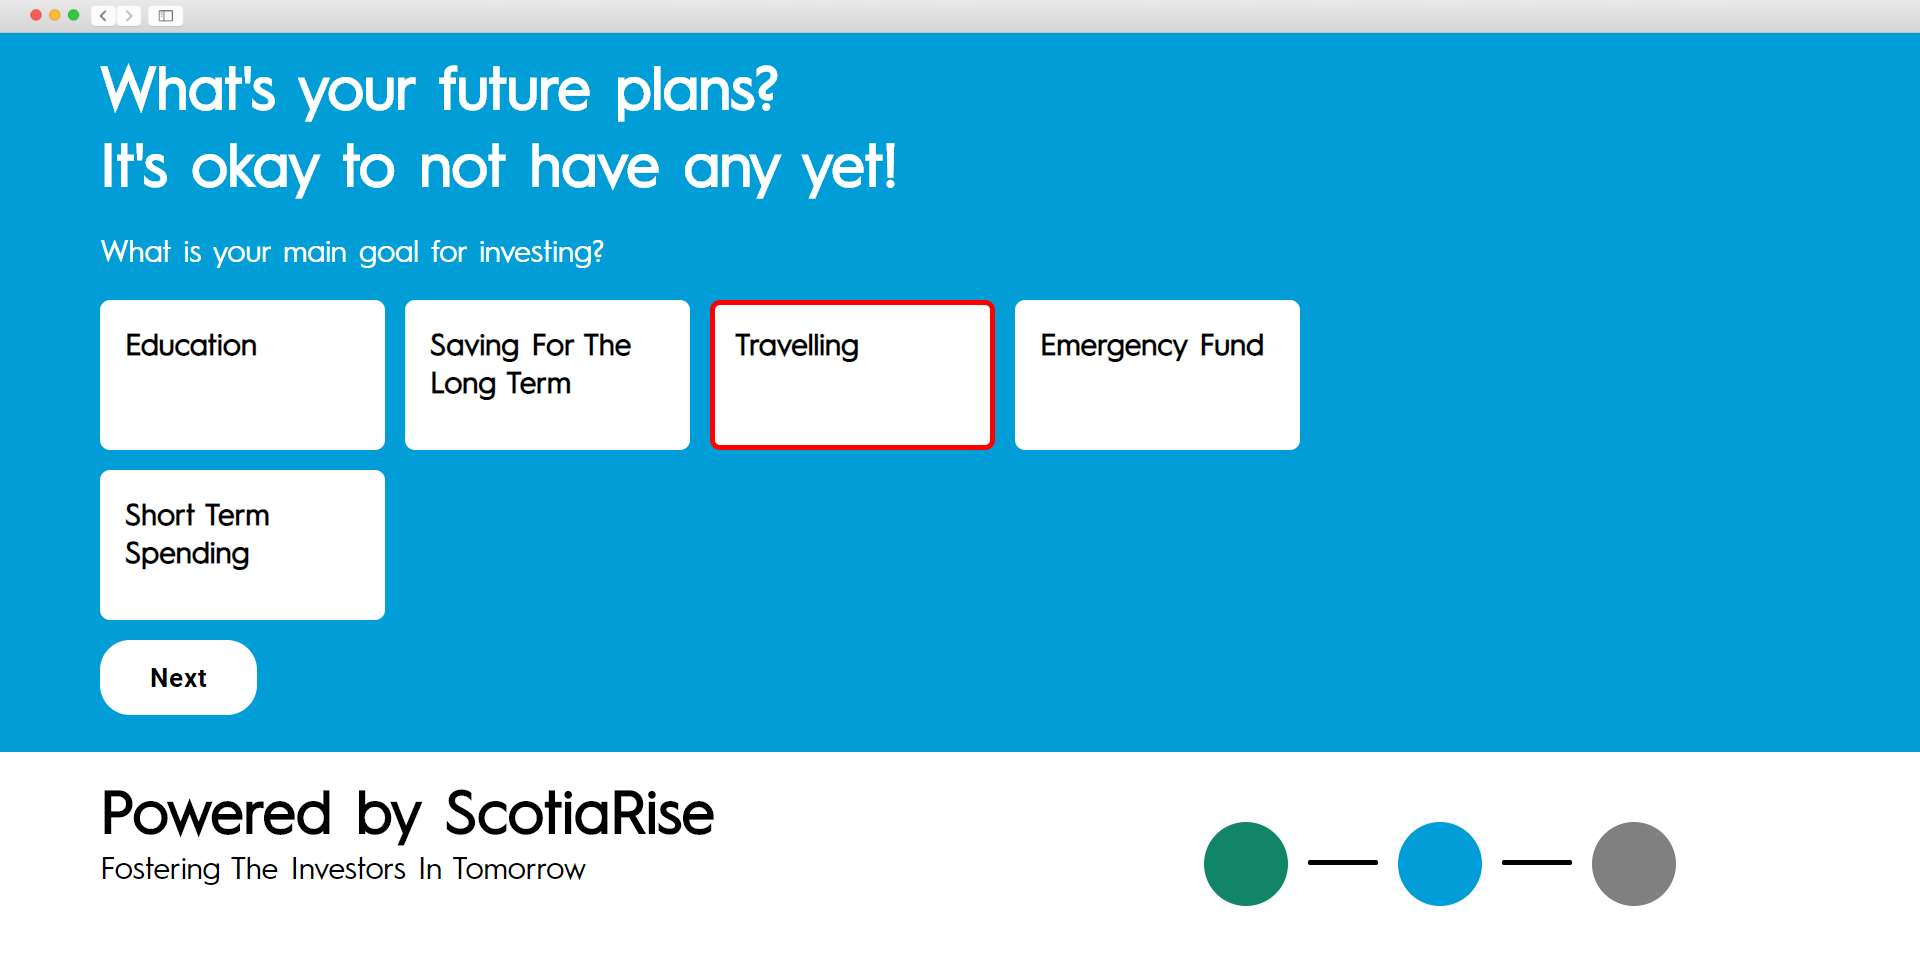 What's your future plans?
It's okay to not have any yet!
What is your main goal for investing?
Education
Saving For The
Long Term
Travelling
Emergency Fund
Short Term
Spending
Next
Powered by ScotiaRise
Fostering The Investors In Tomorrow